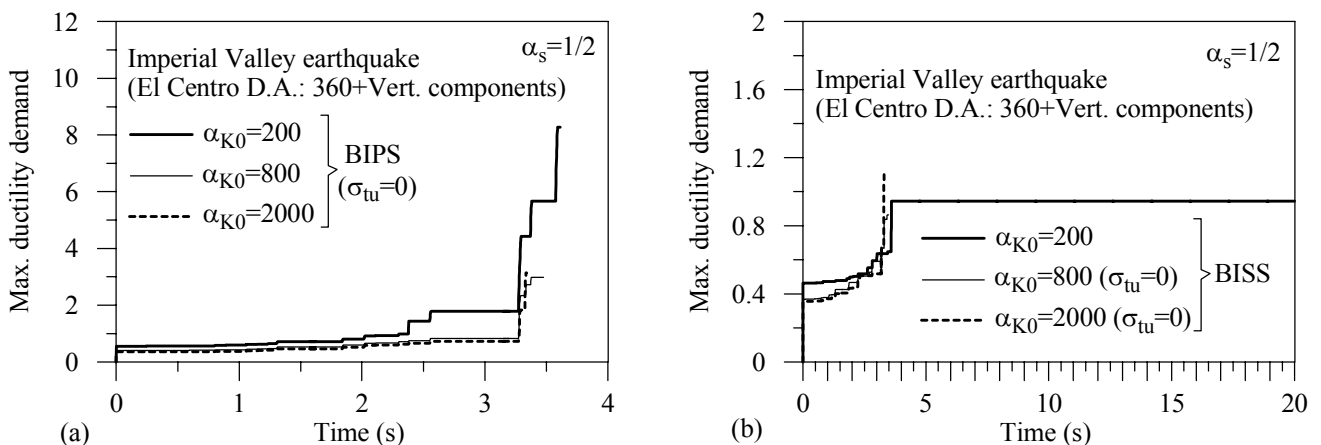 12
10
8
6
4
2
0
Max. ductility demand
Imperial Valley earthquake
(El Centro D.A.: 360+Vert. components)
αs=1/2
αK0=200
αK0=800
αK0=2000
BIPS
(σtu=0)
0 1 2 3 4
Time (s)
(a)
2
1.6
1.2
0.8
0.4
0
Max. ductility demand
αs=1/2
Imperial Valley earthquake
(El Centro D.A.: 360+Vert. components)
αK0=200
αK0=800 (σtu=0)
αK0=2000 (σtu=0)
BISS
0 5 10 15 20
Time (s)
(b)